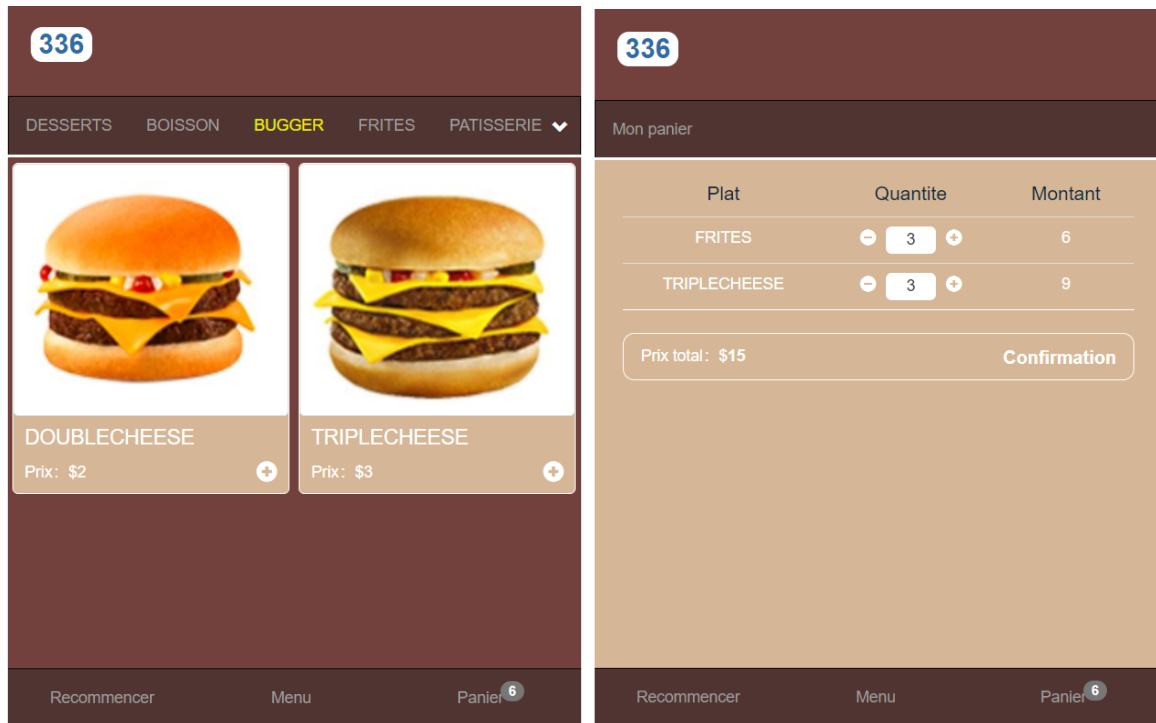 336
DESSERTS BOISSON BUGGER FRITES PATISSERIE
DOUBLECHEESE
Prix: $2
TRIPLECHEESE
Prix: $3
Recommencer Menu Panier 6
336
Mon panier
Plat Quantite Montant
FRITES 3 6
TRIPLECHEESE 3 9
Prix total: $15 Confirmation
Recommencer Menu Panier 6